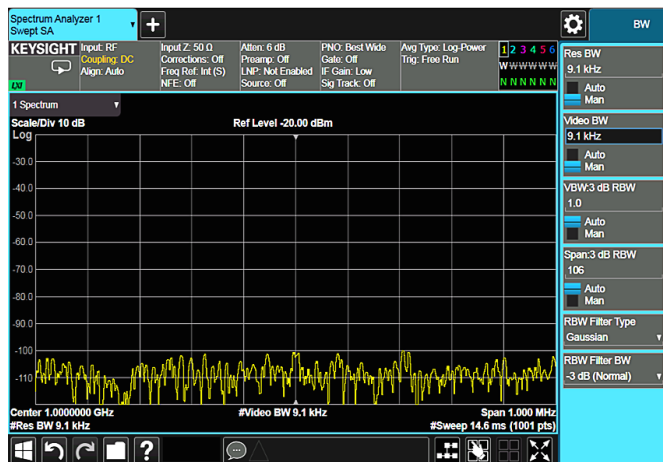 Spectrum Analyzer 1
Swept SA
BW
KEYSIGHT
LXI
Input: RF
Coupling: DC
Align: Auto
Input Z: 50 Ω
Corrections: Off
Freq Ref: Int (S)
NFE: Off
Atten: 6 dB
Preamp: Off
LNP: Not Enabled
Source: Off
PNO: Best Wide
Gate: Off
IF Gain: Low
Sig Track: Off
Avg Type: Log-Power
Trig: Free Run
1 2 3 4 5 6
W W W W W W
N N N N N N
1 Spectrum
Scale/Div 10 dB
Ref Level -20.00 dBm
Log
-30.0
-40.0
-50.0
-60.0
-70.0
-80.0
-90.0
-100
-110
Center 1.0000000 GHz
#Video BW 9.1 kHz
Span 1.000 MHz
#Res BW 9.1 kHz
#Sweep 14.6 ms (1001 pts)
?
Res BW
9.1 kHz
Auto
Man
Video BW
9.1 kHz
Auto
Man
VBW:3 dB RBW
1.0
Auto
Man
Span:3 dB RBW
106
Auto
Man
RBW Filter Type
Gaussian
RBW Filter BW
-3 dB (Normal)